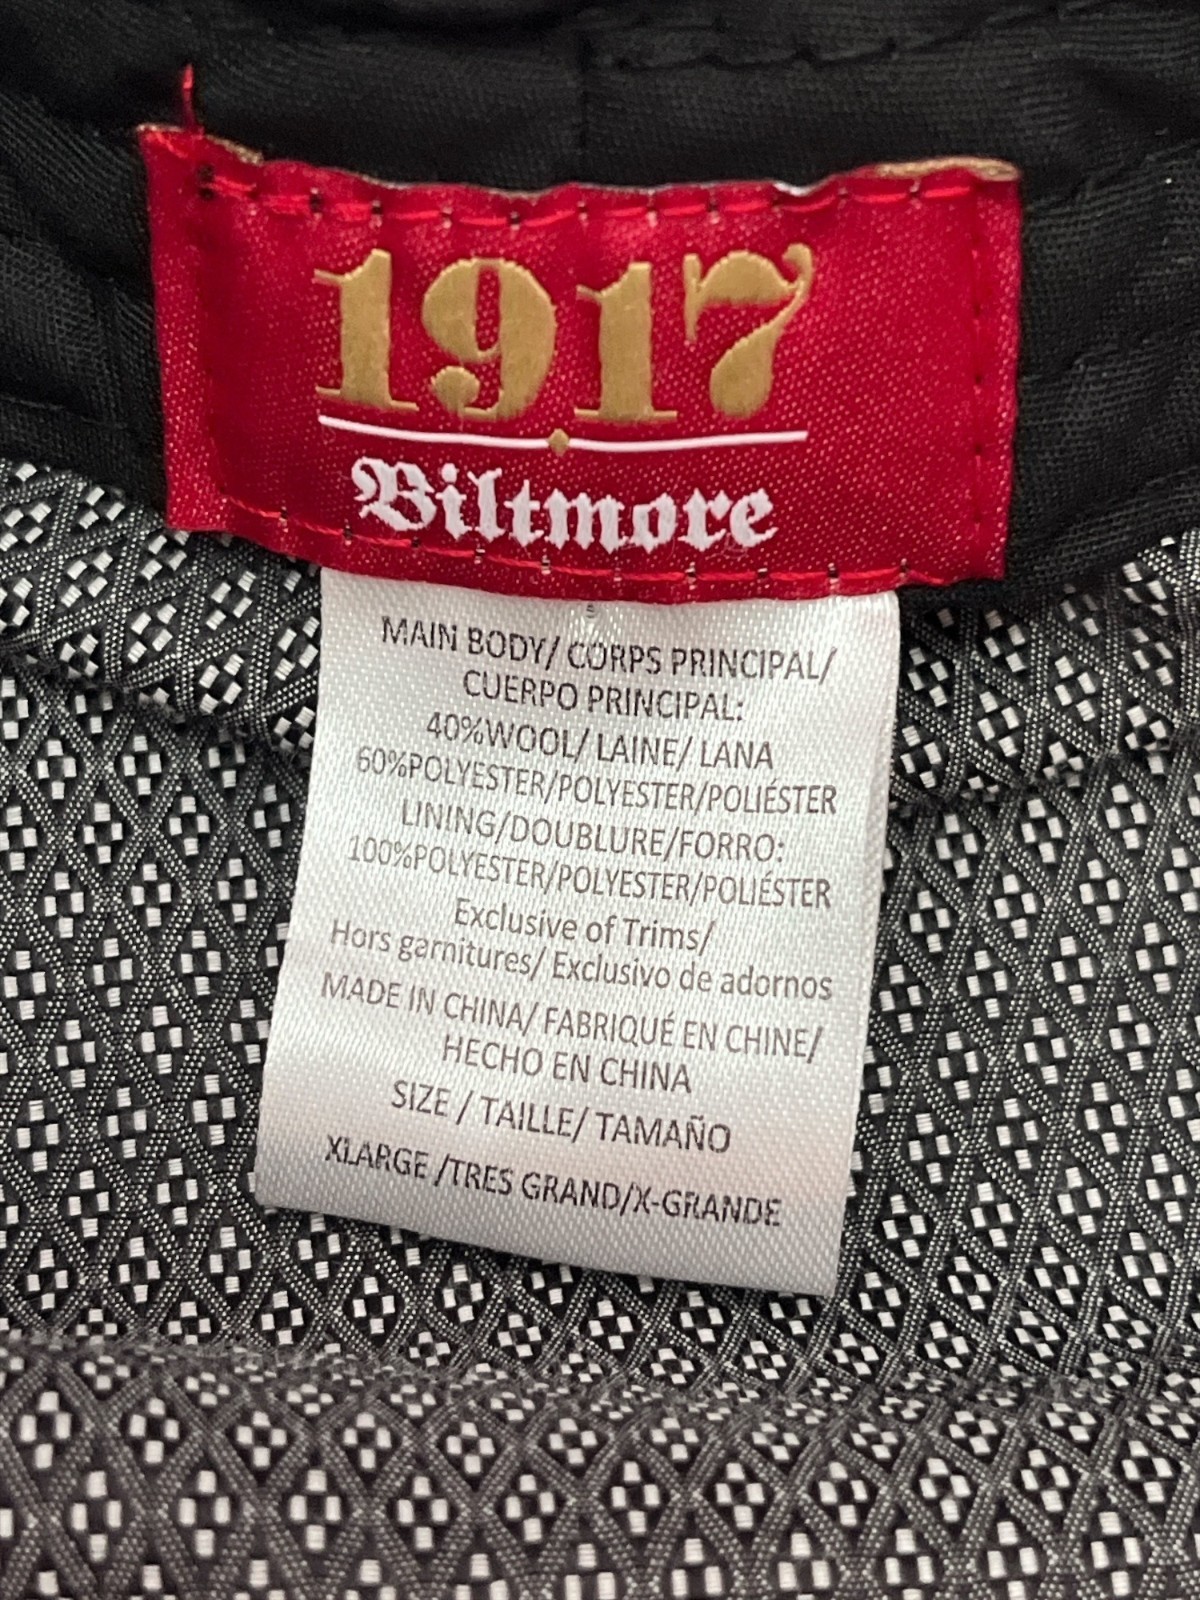 1917
Biltmore
MAIN BODY/ CORPS PRINCIPAL/
CUERPO PRINCIPAL:
40%WOOL/ LAINE/ LANA
60%POLYESTER/POLYESTER/POLIÉSTER
LINING/DOUBLURE/FORRO:
100%POLYESTER/POLYESTER/POLIÉSTER
Exclusive of Trims/
Hors garnitures/ Exclusivo de adornos
MADE IN CHINA/ FABRIQUÉ EN CHINE/
HECHO EN CHINA
SIZE / TAILLE/ TAMAÑO
XLARGE /TRES GRAND/X-GRANDE